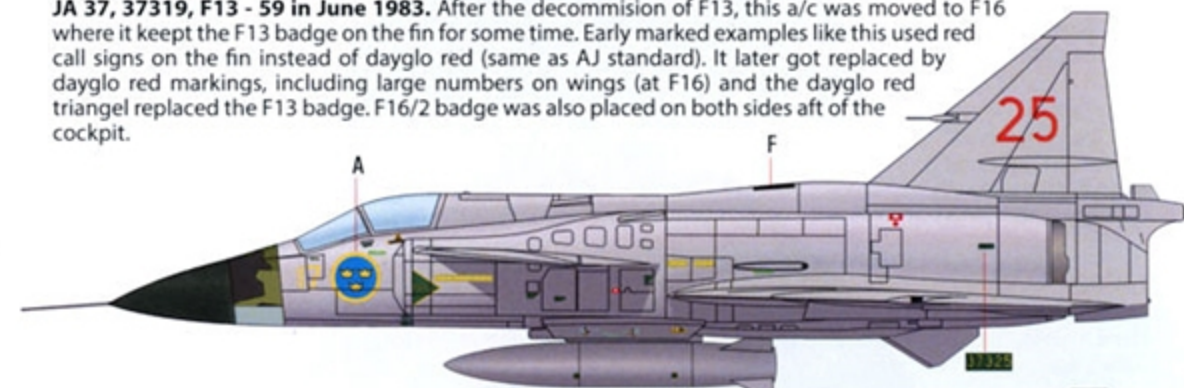 JA 37, 37319, F13 - 59 in June 1983. After the decommision of F13, this a/c was moved to F16
where it keept the F13 badge on the fin for some time. Early marked examples like this used red
call signs on the fin instead of dayglo red (same as AJ standard). It later got replaced by
dayglo red markings, including large numbers on wings (at F16) and the dayglo red
triangel replaced the F13 badge. F16/2 badge was also placed on both sides aft of the
cockpit.
F
A
25
37325